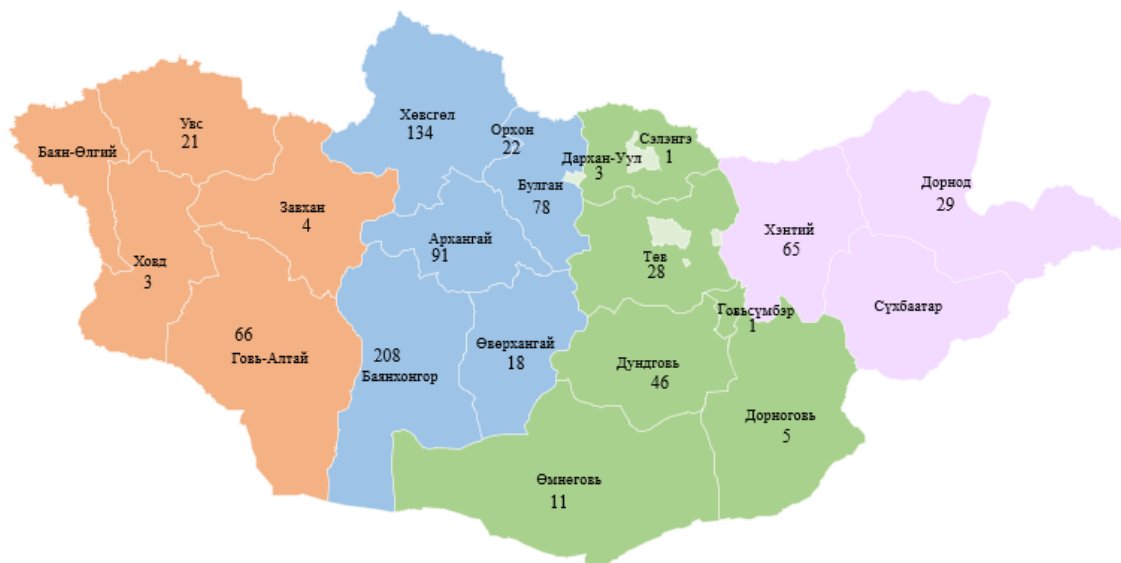 Хөвсгөл
134
Орхон
22
Увс
21
Баян-Өлгий
Сэлэнгэ
1
Дархан-Уул
3
Дорнод
29
Булган
78
Завхан
4
Хэнтий
65
Архангай
91
Төв
28
Ховд
3
Говьсүмбэр
1
Сүхбаатар
66
Говь-Алтай
208
Баянхонгор
Өвөрхангай
18
Дундговь
46
Дорноговь
5
Өмнөговь
11